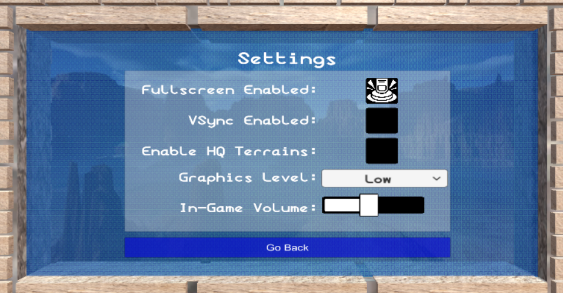 Settings
Fullscreen Enabled:
VSync Enabled:
Enable HQ Terrains:
Graphics Level: Low
In-Game Volume:
Go Back